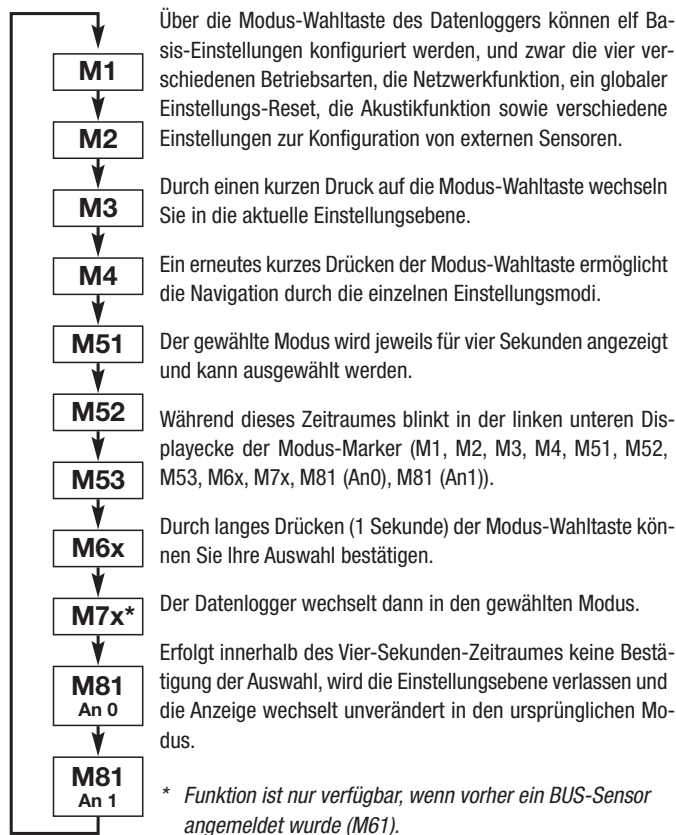 M1
M2
M3
M4
M51
M52
M53
M6x
M7x*
M81
An 0
M81
An 1
Über die Modus-Wahltaste des Datenloggers können elf Ba-
sis-Einstellungen konfiguriert werden, und zwar die vier ver-
schiedenen Betriebsarten, die Netzwerkfunktion, ein globaler
Einstellungs-Reset, die Akustikfunktion sowie verschiedene
Einstellungen zur Konfiguration von externen Sensoren.
Durch einen kurzen Druck auf die Modus-Wahltaste wechseln
Sie in die aktuelle Einstellungsebene.
Ein erneutes kurzes Drücken der Modus-Wahltaste ermöglicht
die Navigation durch die einzelnen Einstellungsmodi.
Der gewählte Modus wird jeweils für vier Sekunden angezeigt
und kann ausgewählt werden.
Während dieses Zeitraumes blinkt in der linken unteren Dis-
playecke der Modus-Marker (M1, M2, M3, M4, M51, M52,
M53, M6x, M7x, M81 (An0), M81 (An1)).
Durch langes Drücken (1 Sekunde) der Modus-Wahltaste kön-
nen Sie Ihre Auswahl bestätigen.
Der Datenlogger wechselt dann in den gewählten Modus.
Erfolgt innerhalb des Vier-Sekunden-Zeitraumes keine Bestä-
tigung der Auswahl, wird die Einstellungsebene verlassen und
die Anzeige wechselt unverändert in den ursprünglichen Mo-
dus.
* Funktion ist nur verfügbar, wenn vorher ein BUS-Sensor
angemeldet wurde (M61).